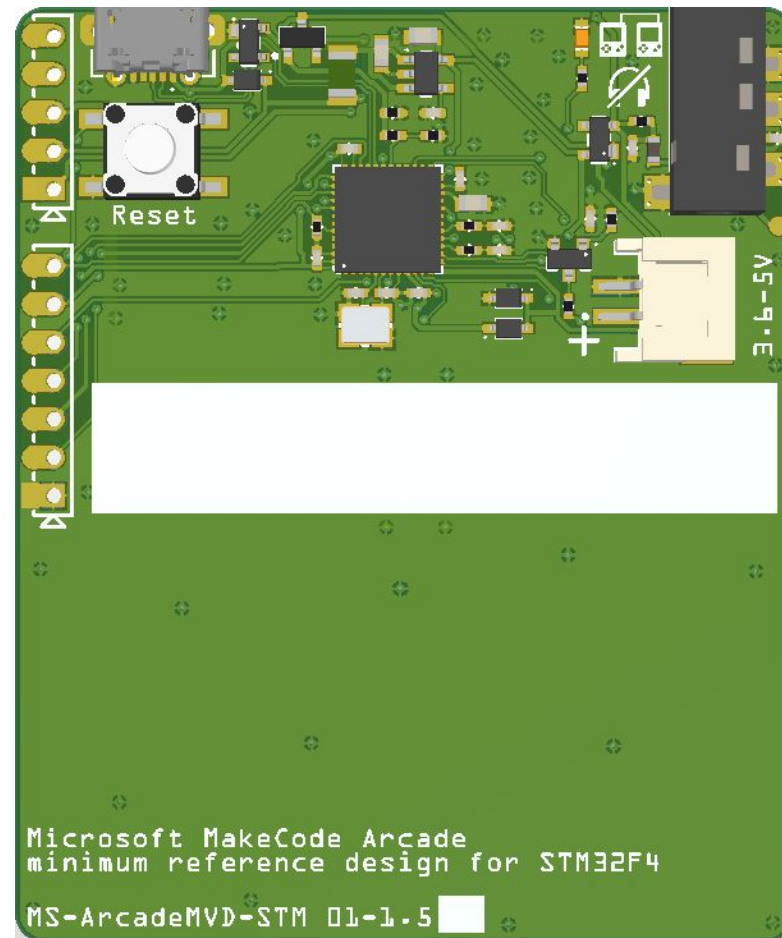 Reset
+
3.6-5V
Microsoft MakeCode Arcade
minimum reference design for STM32F4
MS-ArcadeMVD-STM 01-1.5